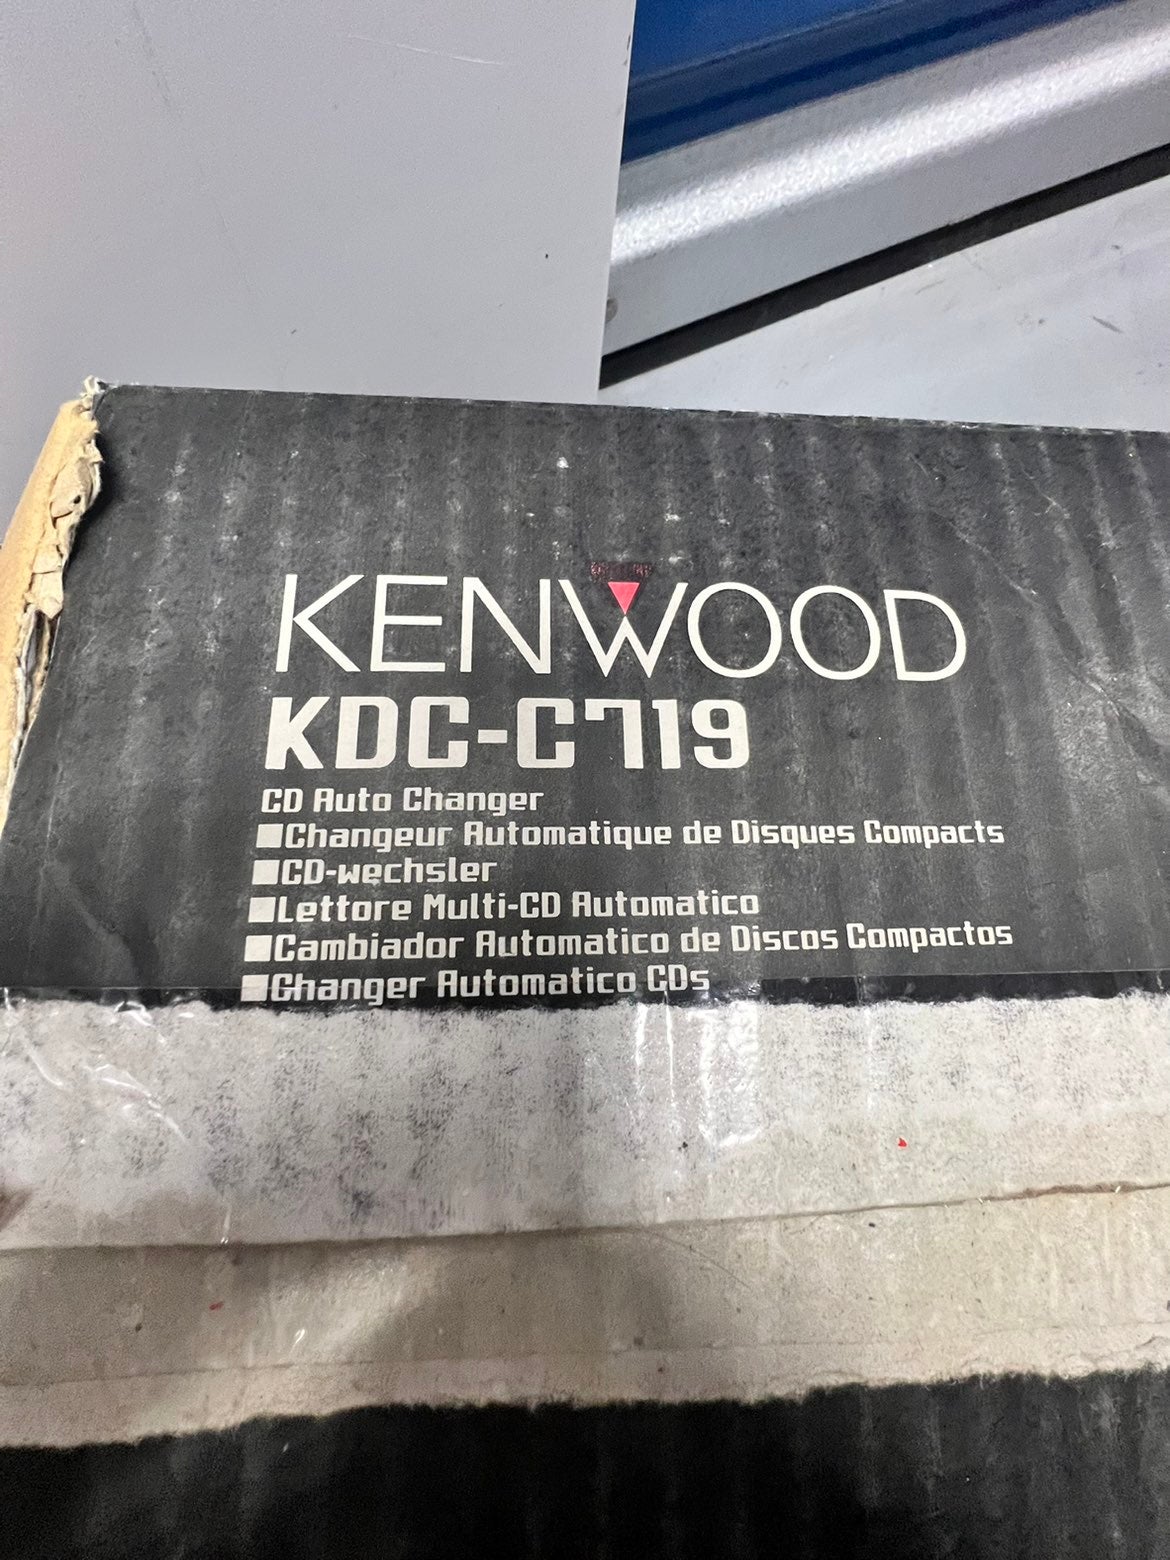 KENWOOD
KDC-C719
CD Auto Changer
■Changeur Automatique de Disques Compacts
■CD-wechsler
■Lettore Multi-CD Automatico
■Cambiador Automatico de Discos Compactos
■Changer Automatico CDs